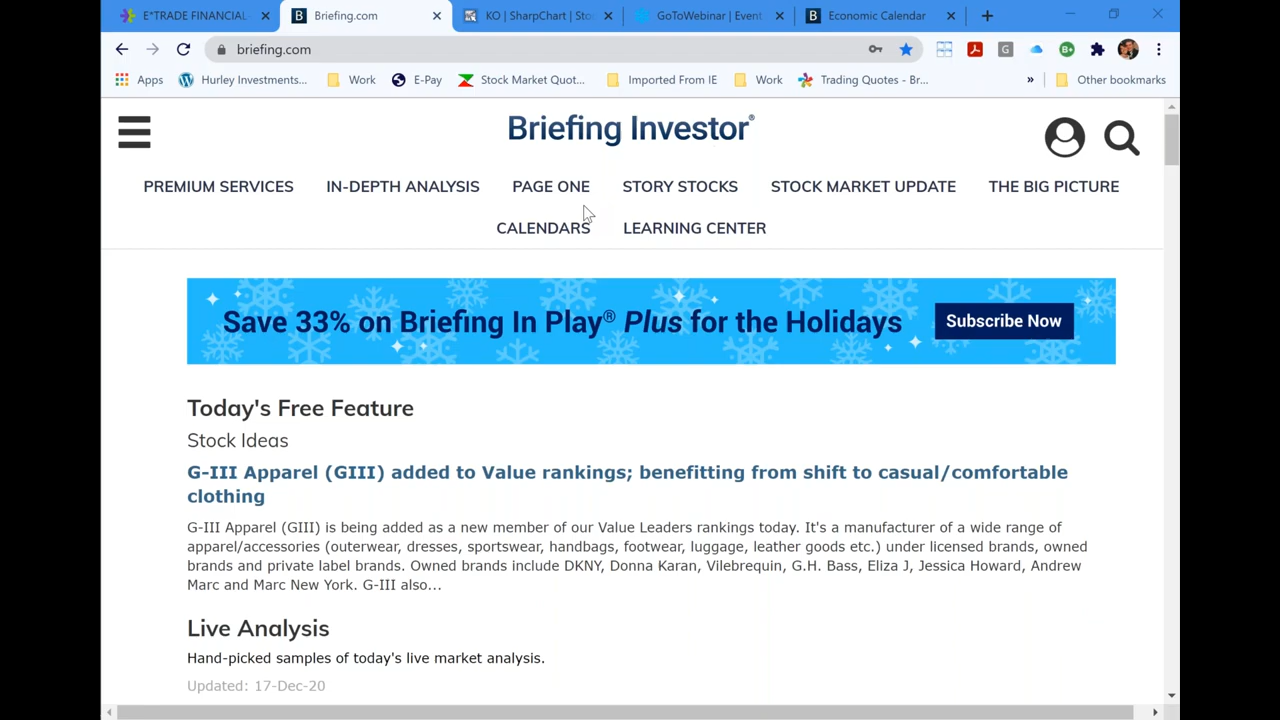 E*TRADE FINANCIAL
Briefing.com
KO | SharpChart | Sto
GoToWebinar | Event
Economic Calendar
briefing.com
Apps
Hurley Investments...
Work
E-Pay
Stock Market Quot...
Imported From IE
Work
Trading Quotes - Br...
»
Other bookmarks
Briefing Investor®
PREMIUM SERVICES IN-DEPTH ANALYSIS PAGE ONE STORY STOCKS STOCK MARKET UPDATE THE BIG PICTURE
CALENDARS LEARNING CENTER
Save 33% on Briefing In Play® Plus for the Holidays
Subscribe Now
Today's Free Feature
Stock Ideas
G-III Apparel (GIII) added to Value rankings; benefitting from shift to casual/comfortable
clothing
G-III Apparel (GIII) is being added as a new member of our Value Leaders rankings today. It's a manufacturer of a wide range of
apparel/accessories (outerwear, dresses, sportswear, handbags, footwear, luggage, leather goods etc.) under licensed brands, owned
brands and private label brands. Owned brands include DKNY, Donna Karan, Vilebrequin, G.H. Bass, Eliza J, Jessica Howard, Andrew
Marc and Marc New York. G-III also...
Live Analysis
Hand-picked samples of today's live market analysis.
Updated: 17-Dec-20